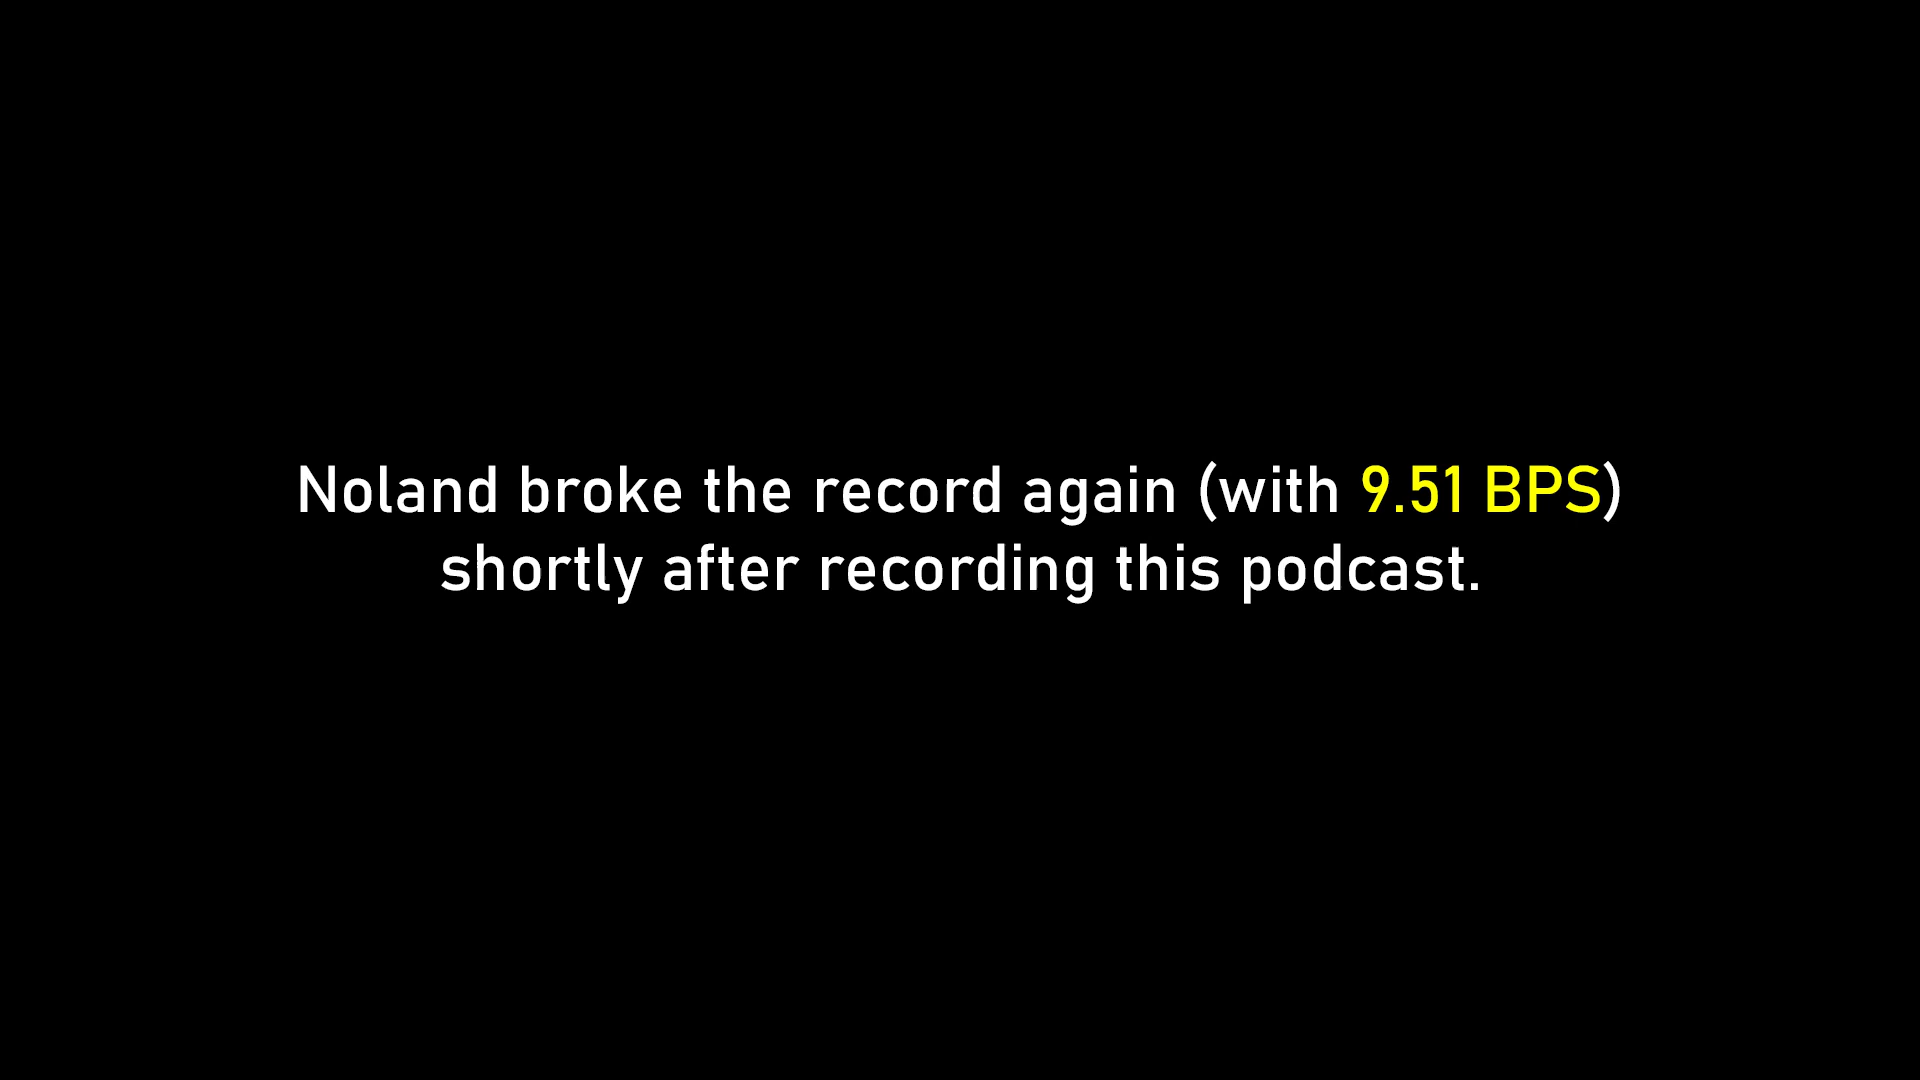 Noland broke the record again (with 9.51 BPS)
shortly after recording this podcast.